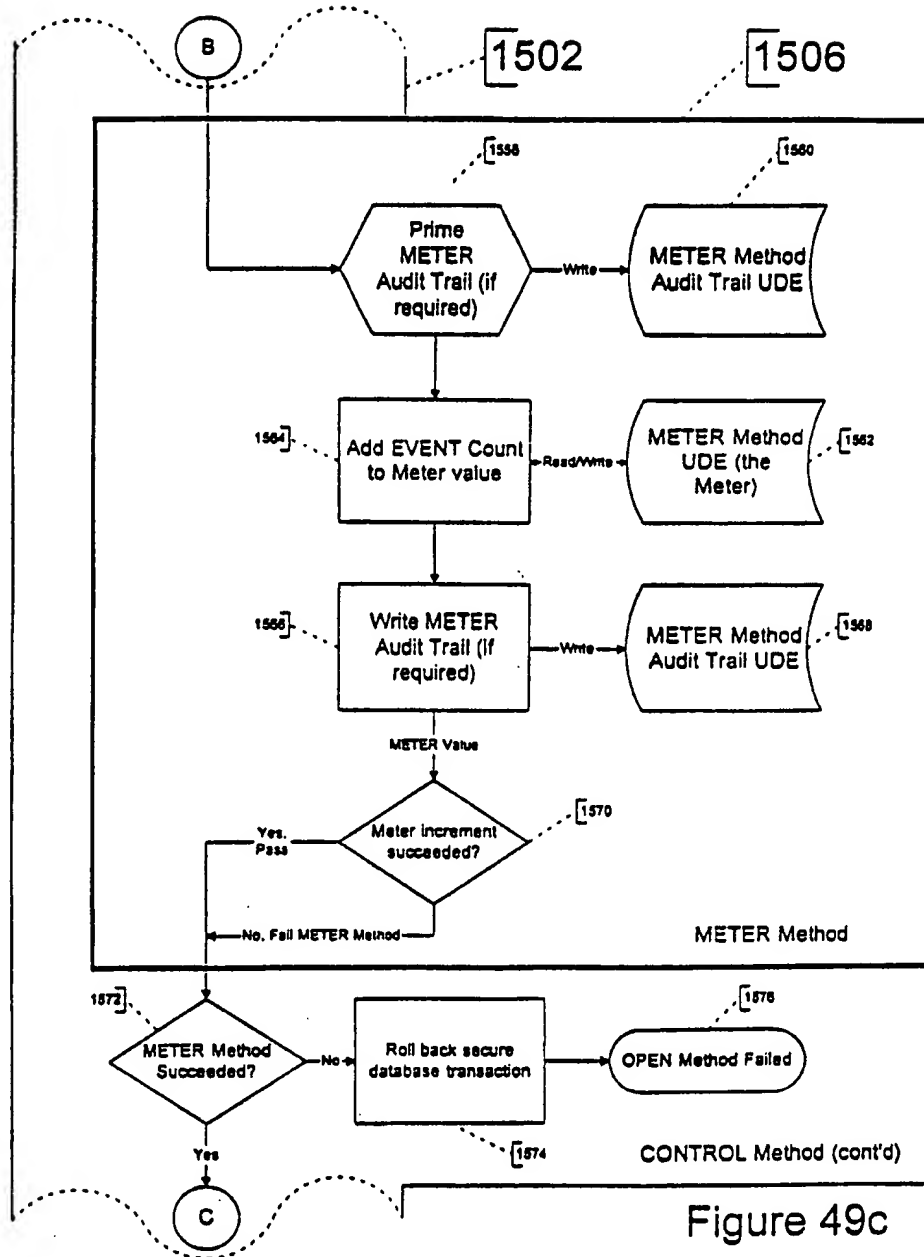 B
1502
1506
1558
1560
Prime
METER
Audit Trail (if
required)
Write
METER Method
Audit Trail UDE
1564
Add EVENT Count
to Meter value
Read/Write
METER Method
UDE (the
Meter)
1562
1566
Write METER
Audit Trail (if
required)
Write
METER Method
Audit Trail UDE
1568
METER Value
Meter increment
succeeded?
1570
Yes,
Pass
No, Fail METER Method
METER Method
1572
METER Method
Succeeded?
No
Roll back secure
database transaction
1576
OPEN Method Failed
1574
Yes
CONTROL Method (cont'd)
C
Figure 49c